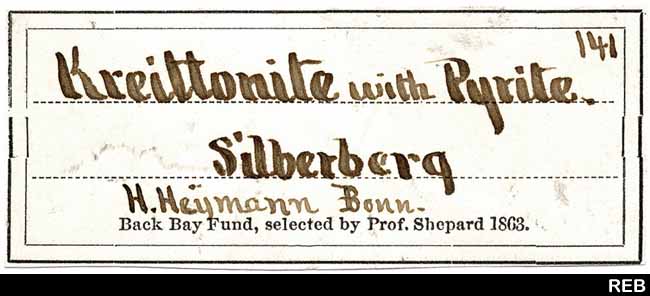 141
Kreittonite with Pyrite.
Silberberg
H. Heymann Bonn.
Back Bay Fund, selected by Prof. Shepard 1863.
REB